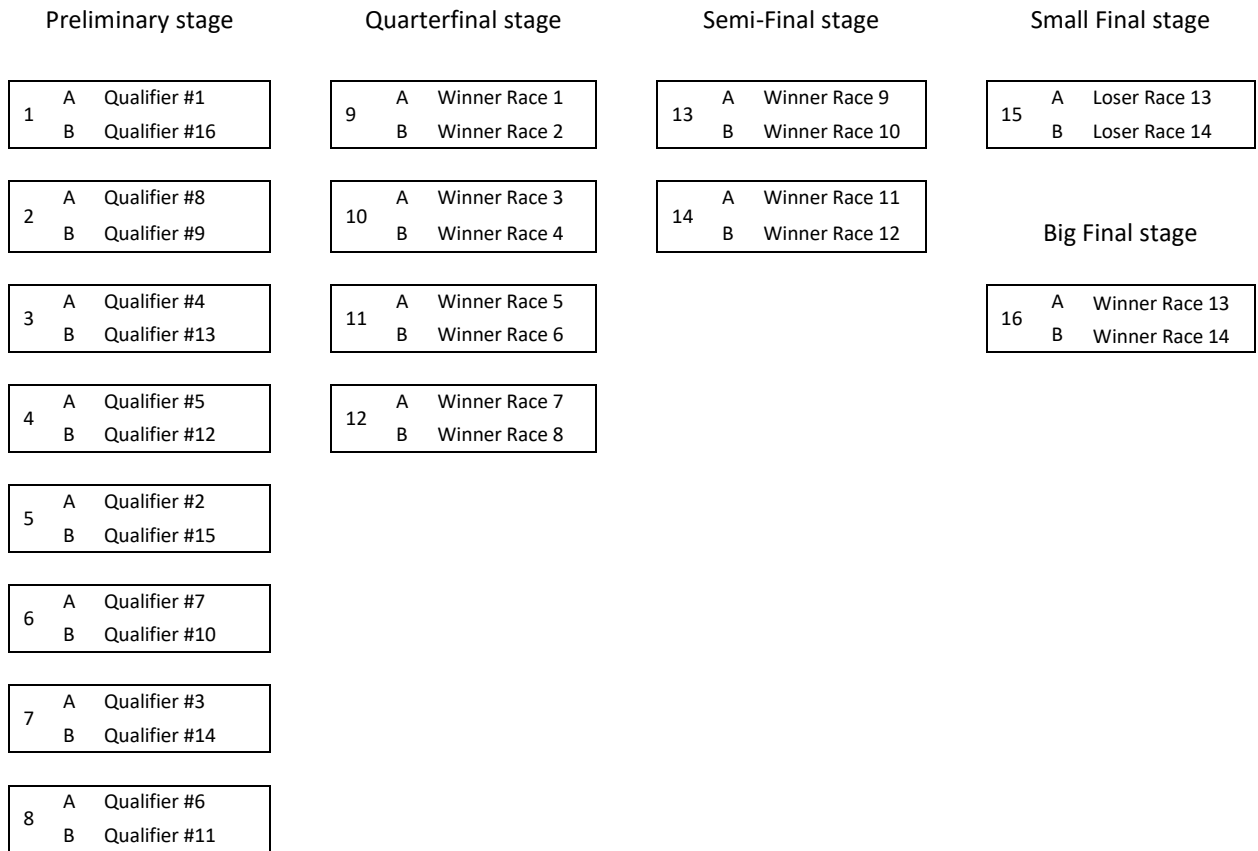 Preliminary stage
1
A Qualifier #1
B Qualifier #16
2
A Qualifier #8
B Qualifier #9
3
A Qualifier #4
B Qualifier #13
4
A Qualifier #5
B Qualifier #12
5
A Qualifier #2
B Qualifier #15
6
A Qualifier #7
B Qualifier #10
7
A Qualifier #3
B Qualifier #14
8
A Qualifier #6
B Qualifier #11
Quarterfinal stage
9
A Winner Race 1
B Winner Race 2
10
A Winner Race 3
B Winner Race 4
11
A Winner Race 5
B Winner Race 6
12
A Winner Race 7
B Winner Race 8
Semi-Final stage
13
A Winner Race 9
B Winner Race 10
14
A Winner Race 11
B Winner Race 12
Small Final stage
15
A Loser Race 13
B Loser Race 14
Big Final stage
16
A Winner Race 13
B Winner Race 14